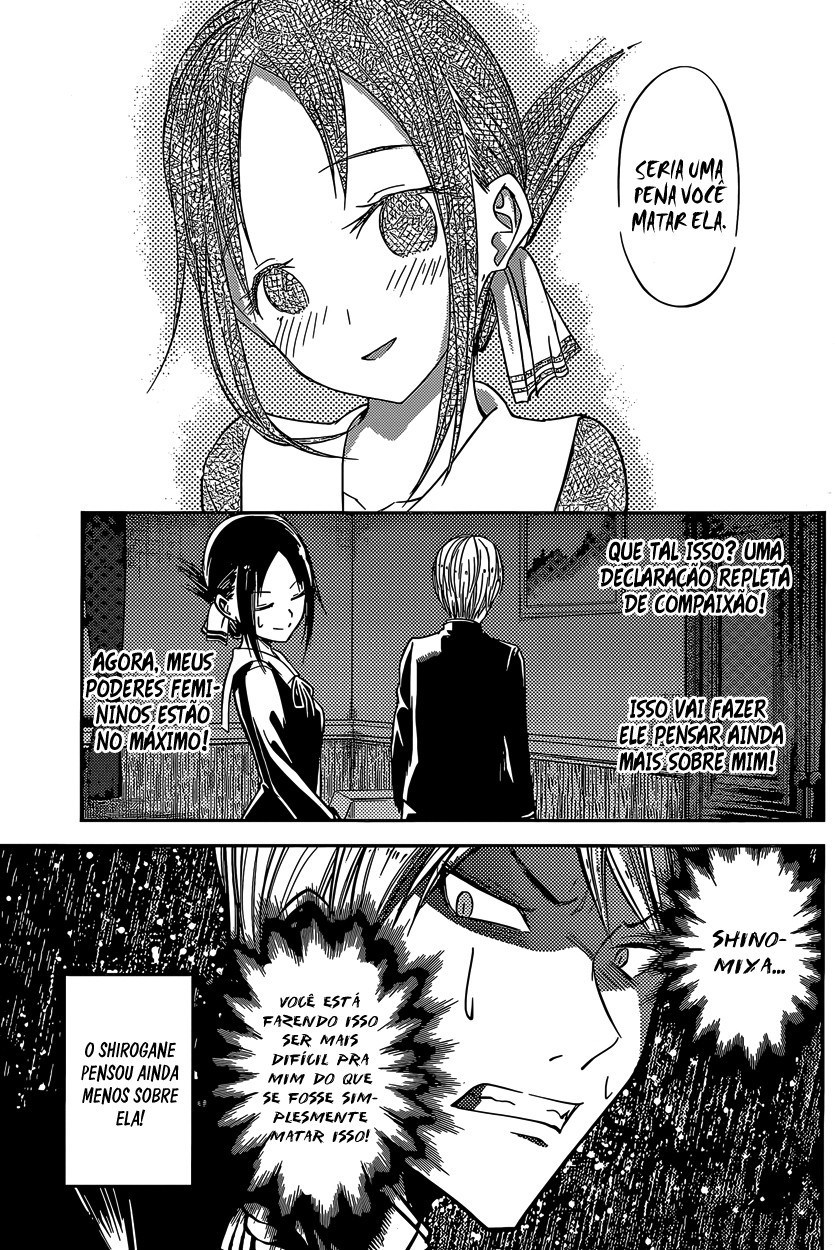 SERIA UMA
PENA VOCÊ
MATAR ELA.
QUE TAL ISSO? UMA
DECLARAÇÃO REPLETA
DE COMPAIXÃO!
ISSO VAI FAZER
ELE PENSAR AINDA
MAIS SOBRE MIM!
AGORA, MEUS
PODERES FEMI-
NINOS ESTÃO
NO MÁXIMO!
SHINO-
MIYA...
VOCÊ ESTÁ
FAZENDO ISSO
SER MAIS
DIFÍCIL PRA
MIM DO QUE
SE FOSSE SIM-
PLESMENTE
MATAR ISSO!
O SHIROGANE
PENSOU AINDA
MENOS SOBRE
ELA!